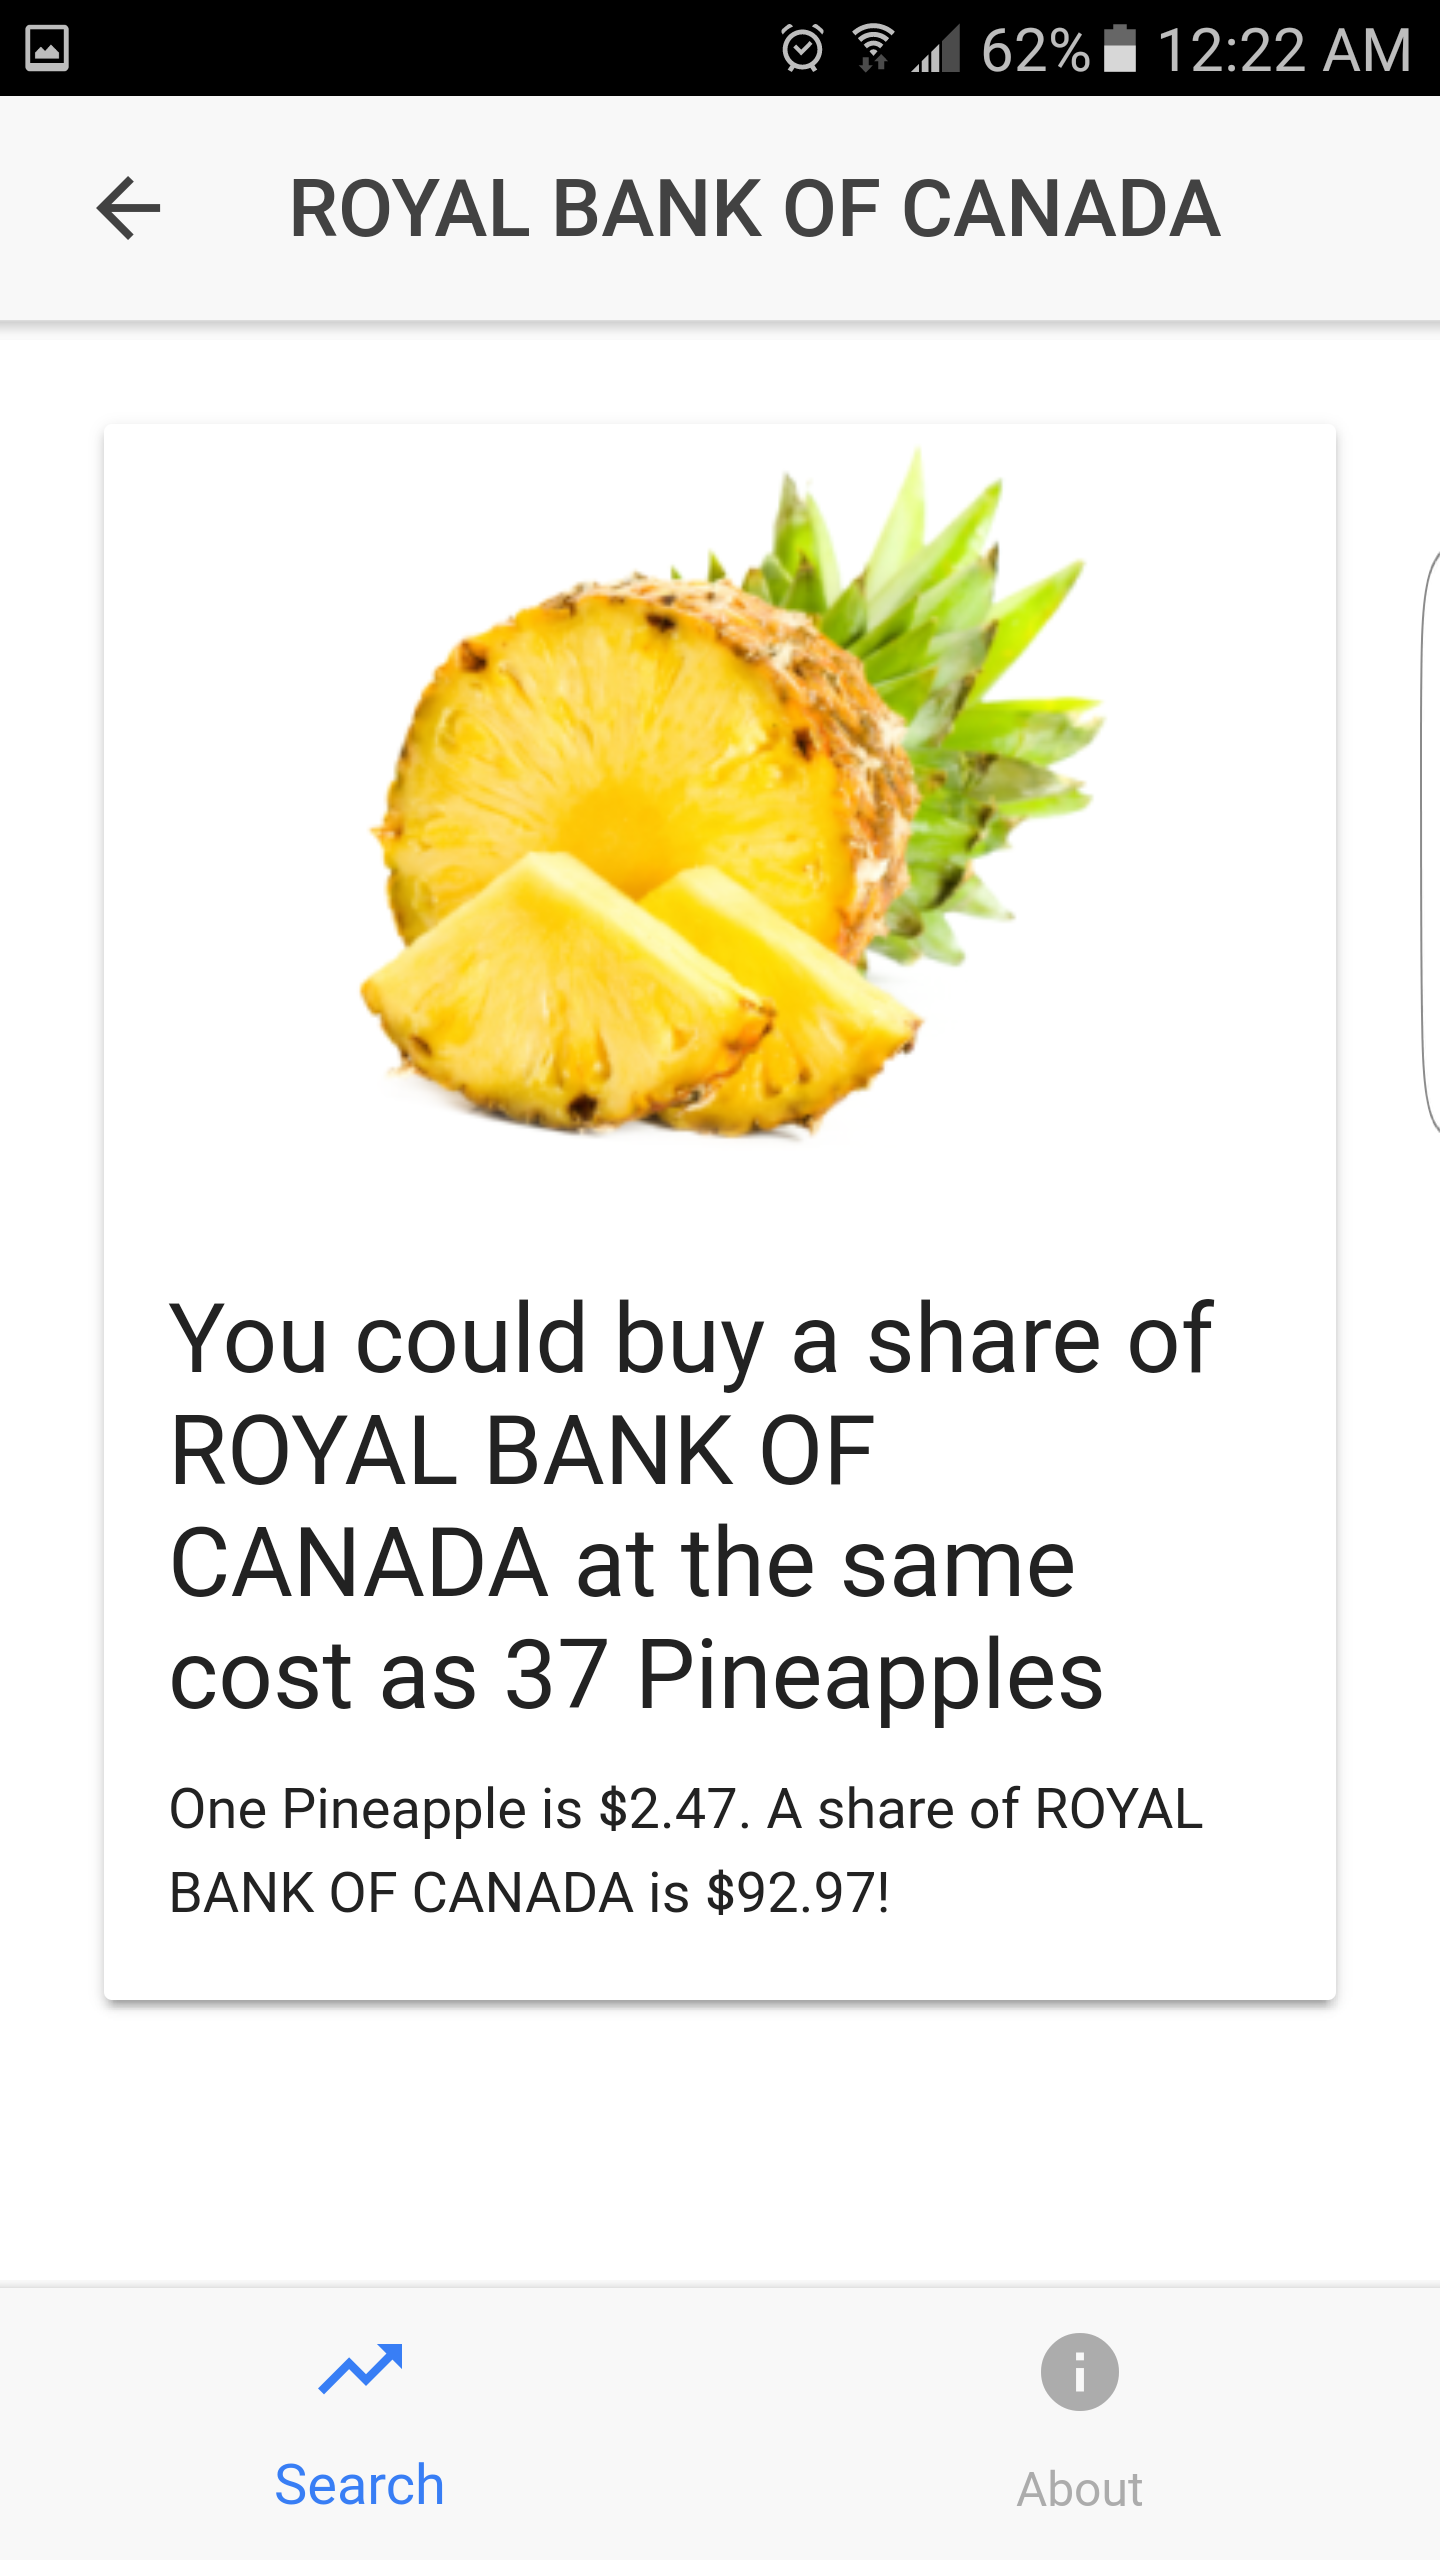 62% 12:22 AM
ROYAL BANK OF CANADA
You could buy a share of
ROYAL BANK OF
CANADA at the same
cost as 37 Pineapples
One Pineapple is $2.47. A share of ROYAL
BANK OF CANADA is $92.97!
Search
About